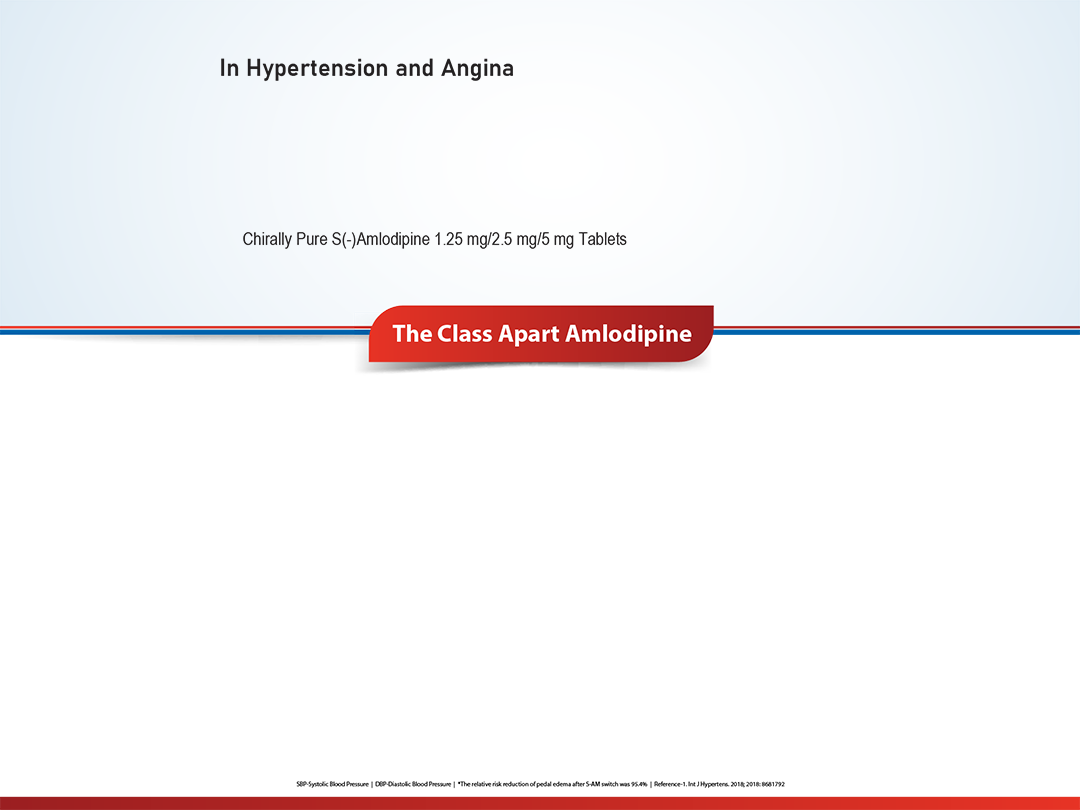 In Hypertension and Angina
Chirally Pure S(-)Amlodipine 1.25 mg/2.5 mg/5 mg Tablets
The Class Apart Amlodipine
SBP-Systolic Blood Pressure | DBP-Diastolic Blood Pressure | *The relative risk reduction of pedal edema after S-AM switch was 95.4% | Reference-1. Int J Hypertens. 2018; 2018: 8681792